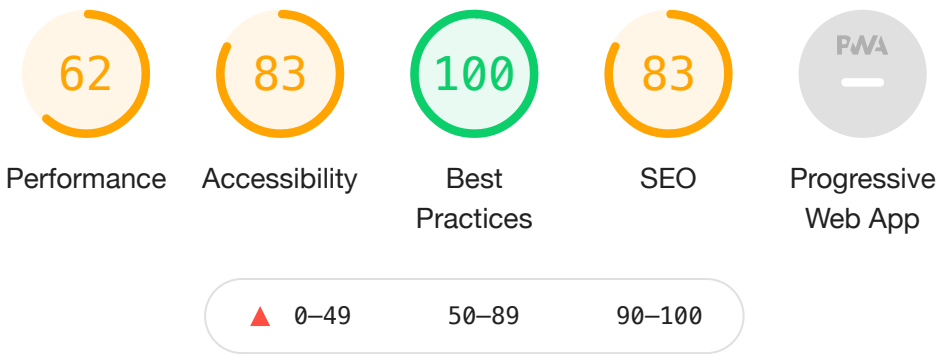 62 83 100 83 PWA
Performance Accessibility Best Practices SEO Progressive Web App
0–49 50–89 90–100